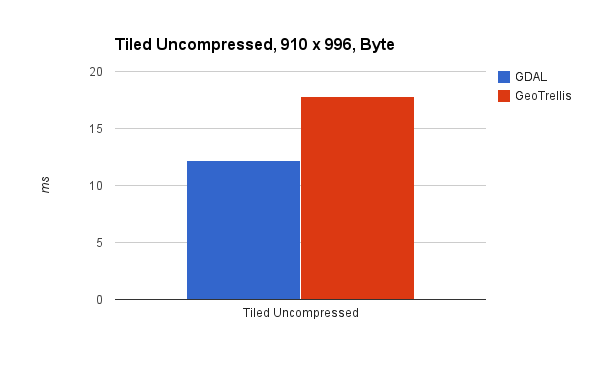 Tiled Uncompressed, 910 x 996, Byte
20
15
10
5
0
ms
Tiled Uncompressed
GDAL
GeoTrellis